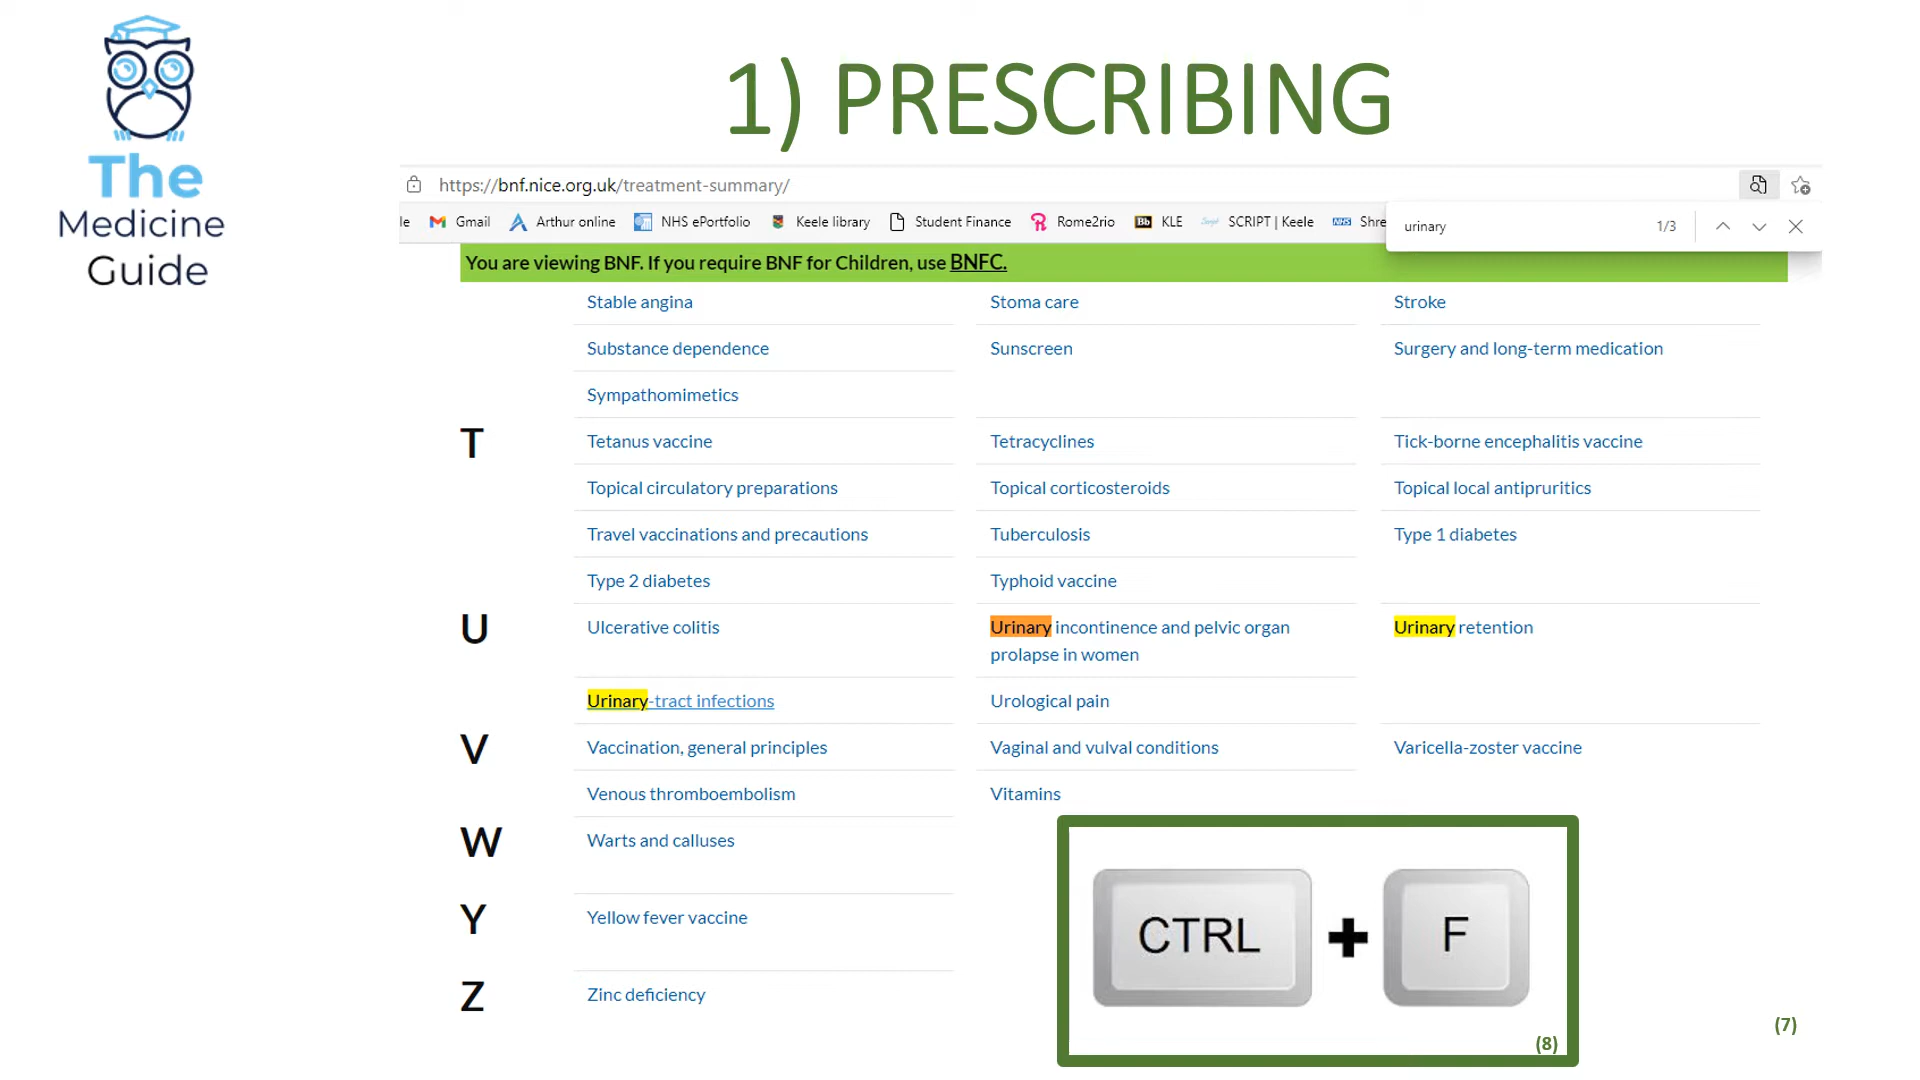 The
Medicine
Guide
1) PRESCRIBING
https://bnf.nice.org.uk/treatment-summary/
le Gmail Arthur online NHS ePortfolio Keele library Student Finance Rome2rio Bb KLE Script SCRIPT | Keele NHS Shre
urinary 1/3
You are viewing BNF. If you require BNF for Children, use BNFC.
Stable angina Stoma care Stroke
Substance dependence Sunscreen Surgery and long-term medication
Sympathomimetics
T Tetanus vaccine Tetracyclines Tick-borne encephalitis vaccine
Topical circulatory preparations Topical corticosteroids Topical local antipruritics
Travel vaccinations and precautions Tuberculosis Type 1 diabetes
Type 2 diabetes Typhoid vaccine
U Ulcerative colitis Urinary incontinence and pelvic organ Urinary retention
prolapse in women
Urinary-tract infections Urological pain
V Vaccination, general principles Vaginal and vulval conditions Varicella-zoster vaccine
Venous thromboembolism Vitamins
W Warts and calluses
Y Yellow fever vaccine
CTRL + F
Z Zinc deficiency
(7)
(8)